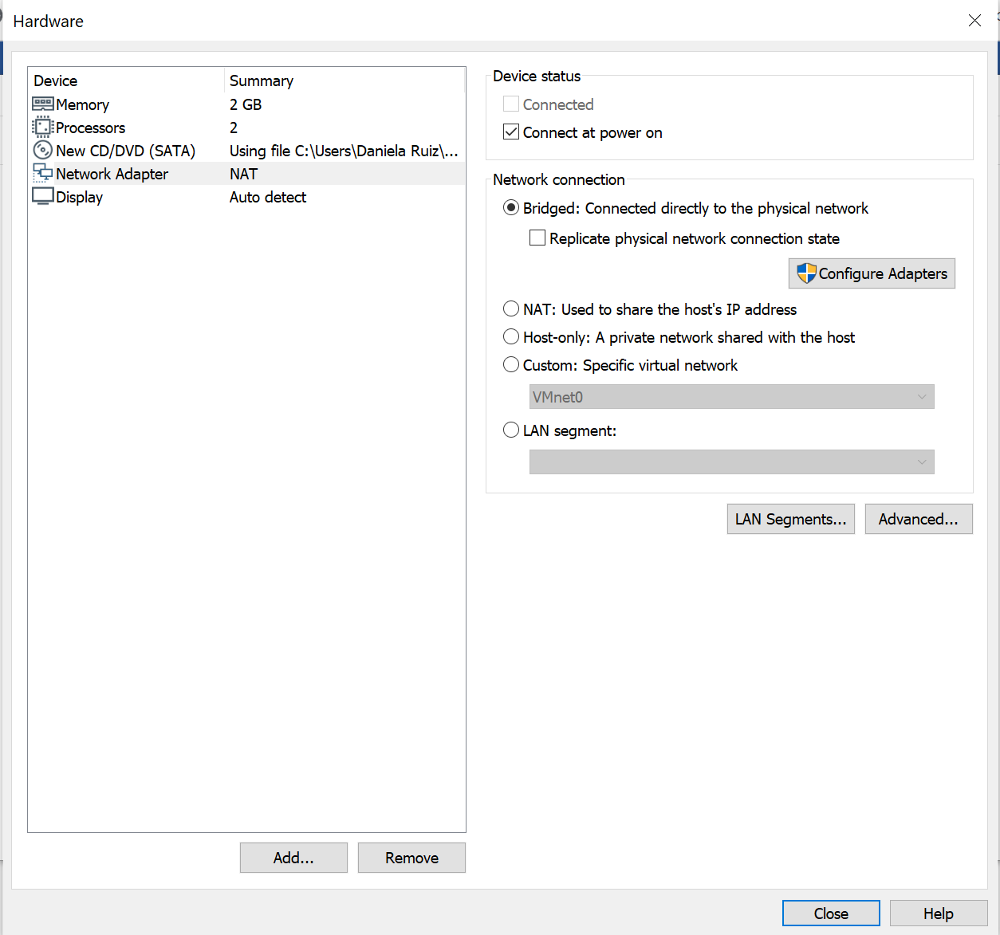 Hardware
Device Summary
Memory 2 GB
Processors 2
New CD/DVD (SATA) Using file C:\Users\Daniela Ruiz\...
Network Adapter NAT
Display Auto detect
Add...
Remove
Device status
Connected
Connect at power on
Network connection
Bridged: Connected directly to the physical network
Replicate physical network connection state
Configure Adapters
NAT: Used to share the host's IP address
Host-only: A private network shared with the host
Custom: Specific virtual network
VMnet0
LAN segment:
LAN Segments...
Advanced...
Close
Help